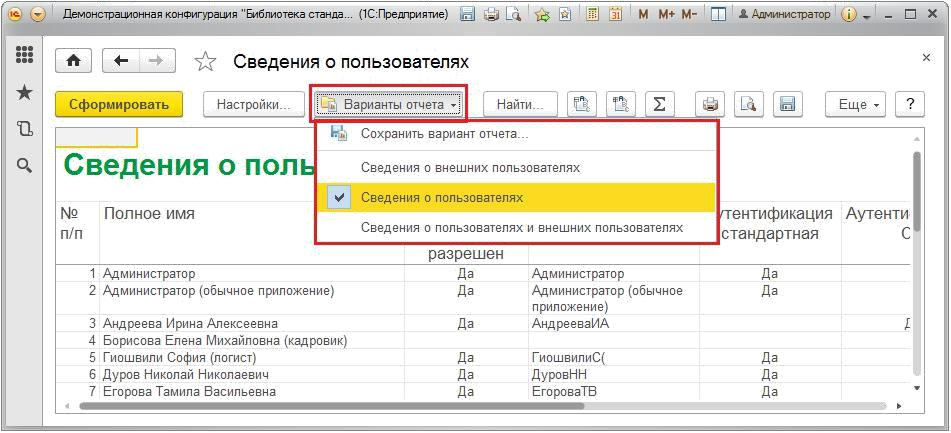 Демонстрационная конфигурация "Библиотека станда... (1С:Предприятие)
M M+ M- Администратор
Сведения о пользователях
Сформировать Настройки... Варианты отчета Найти... Σ Еще ?
Сохранить вариант отчета...
Сведения о внешних пользователях
Сведения о пользователях
Сведения о пользователях и внешних пользователях
Сведения о поль
№ п/п Полное имя разрешен утентификация стандартная Аутенти
1 Администратор Да Администратор Да
2 Администратор (обычное приложение) Да Администратор (обычное приложение) Да
3 Андреева Ирина Алексеевна Да АндрееваИА
4 Борисова Елена Михайловна (кадровик)
5 Гиошвили София (логист) Да ГиошвилиС( Да
6 Дуров Николай Николаевич Да ДуровНН Да
7 Егорова Тамила Васильевна Да ЕгороваТВ Да